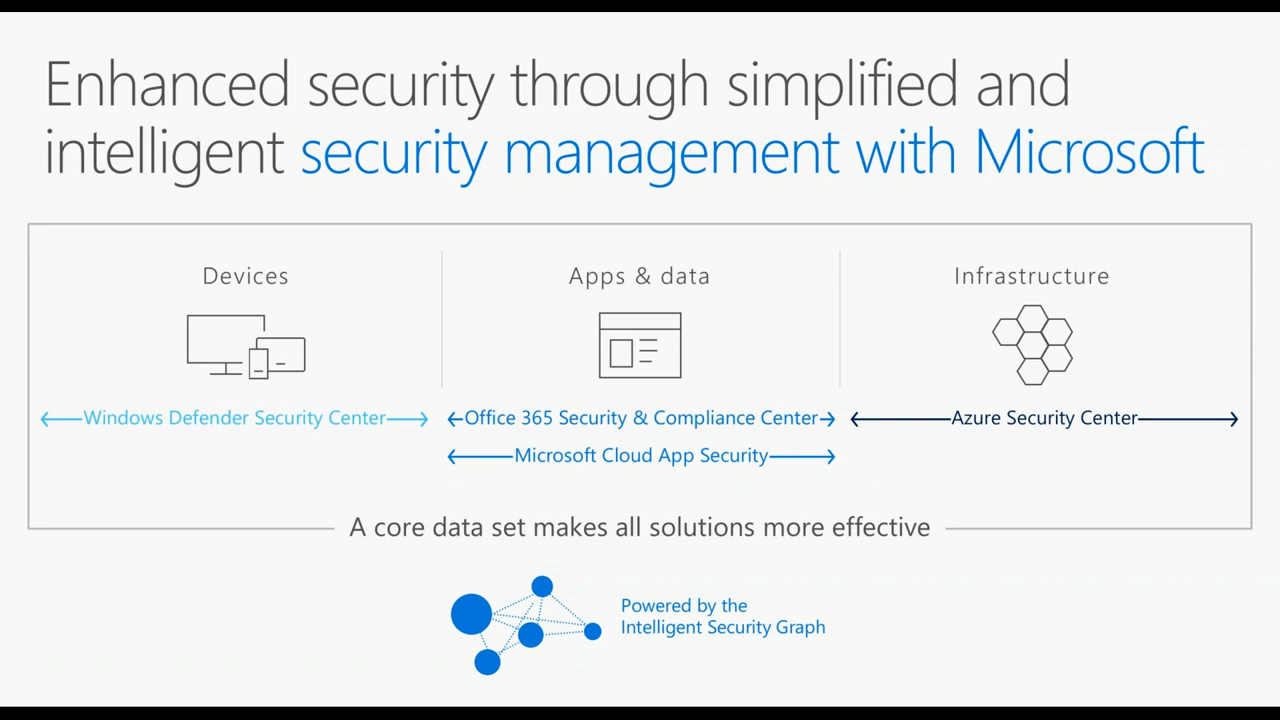 Enhanced security through simplified and
intelligent security management with Microsoft
Devices
Apps & data
Infrastructure
Windows Defender Security Center
Office 365 Security & Compliance Center
Azure Security Center
Microsoft Cloud App Security
A core data set makes all solutions more effective
Powered by the
Intelligent Security Graph